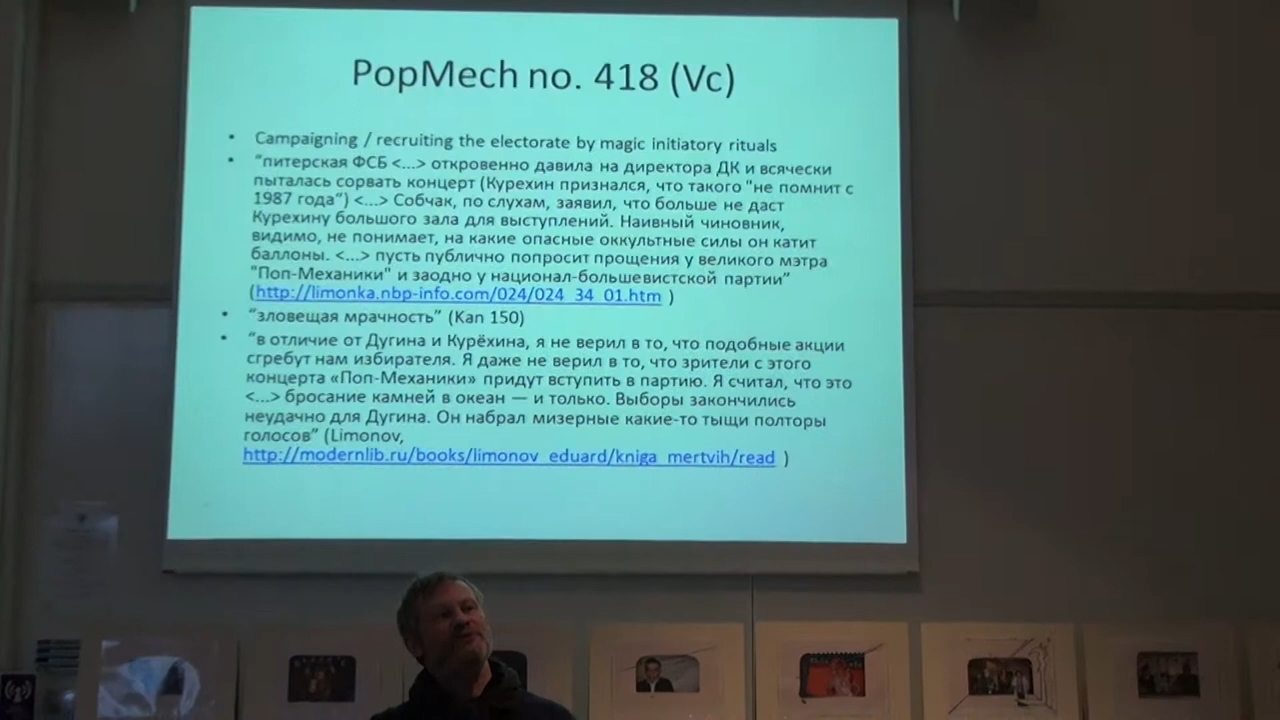 PopMech no. 418 (Vc)
• Campaigning / recruiting the electorate by magic initiatory rituals
• “питерская ФСБ <...> откровенно давила на директора ДК и всячески
пыталась сорвать концерт (Курехин признался, что такого "не помнит с
1987 года“) <...> Собчак, по слухам, заявил, что больше не даст
Курехину большого зала для выступлений. Наивный чиновник,
видимо, не понимает, на какие опасные оккультные силы он катит
баллоны. <...> пусть публично попросит прощения у великого мэтра
"Поп-Механики" и заодно у национал-большевистской партии”
(http://limonka.nbp-info.com/024/024_34_01.htm )
• “зловещая мрачность” (Kan 150)
• “в отличие от Дугина и Курёхина, я не верил в то, что подобные акции
сгребут нам избирателя. Я даже не верил в то, что зрители с этого
концерта «Поп-Механики» придут вступить в партию. Я считал, что это
<...> бросание камней в океан — и только. Выборы закончились
неудачно для Дугина. Он набрал мизерные какие-то тыщи полторы
голосов” (Limonov,
http://modernlib.ru/books/limonov_eduard/kniga_mertvih/read )